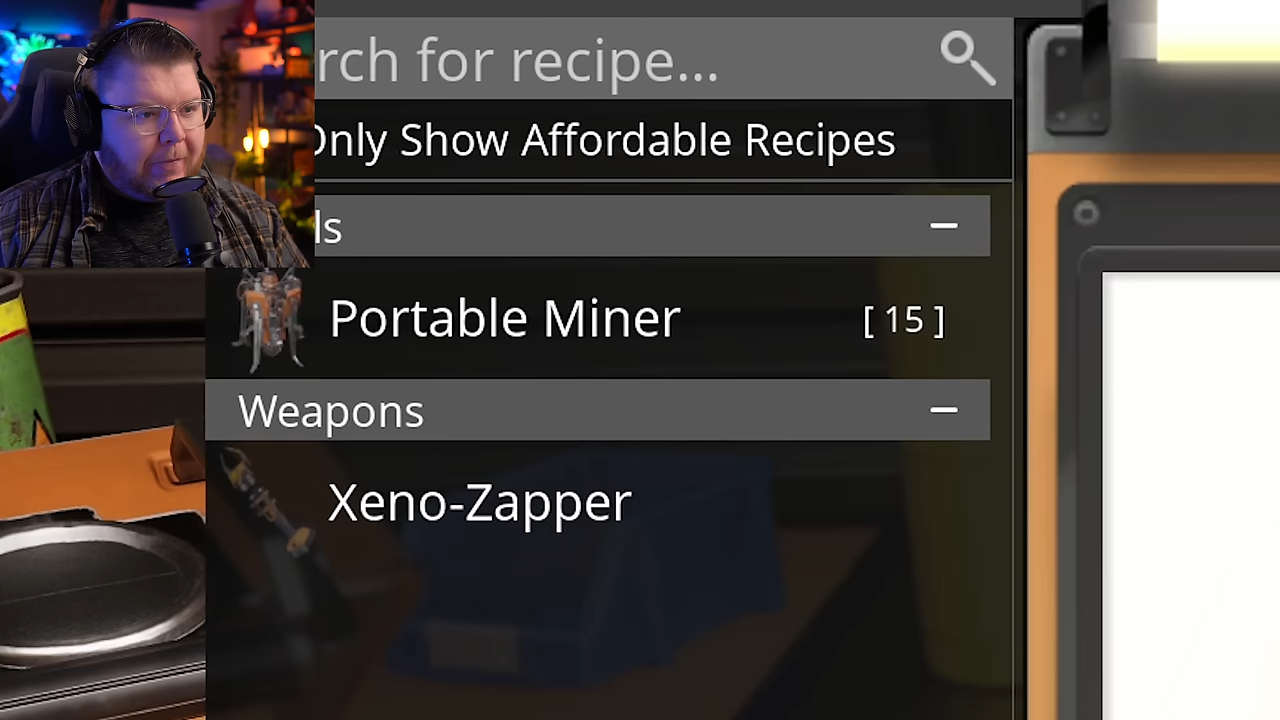 rch for recipe...
Only Show Affordable Recipes
ls
Portable Miner [ 15 ]
Weapons
Xeno-Zapper